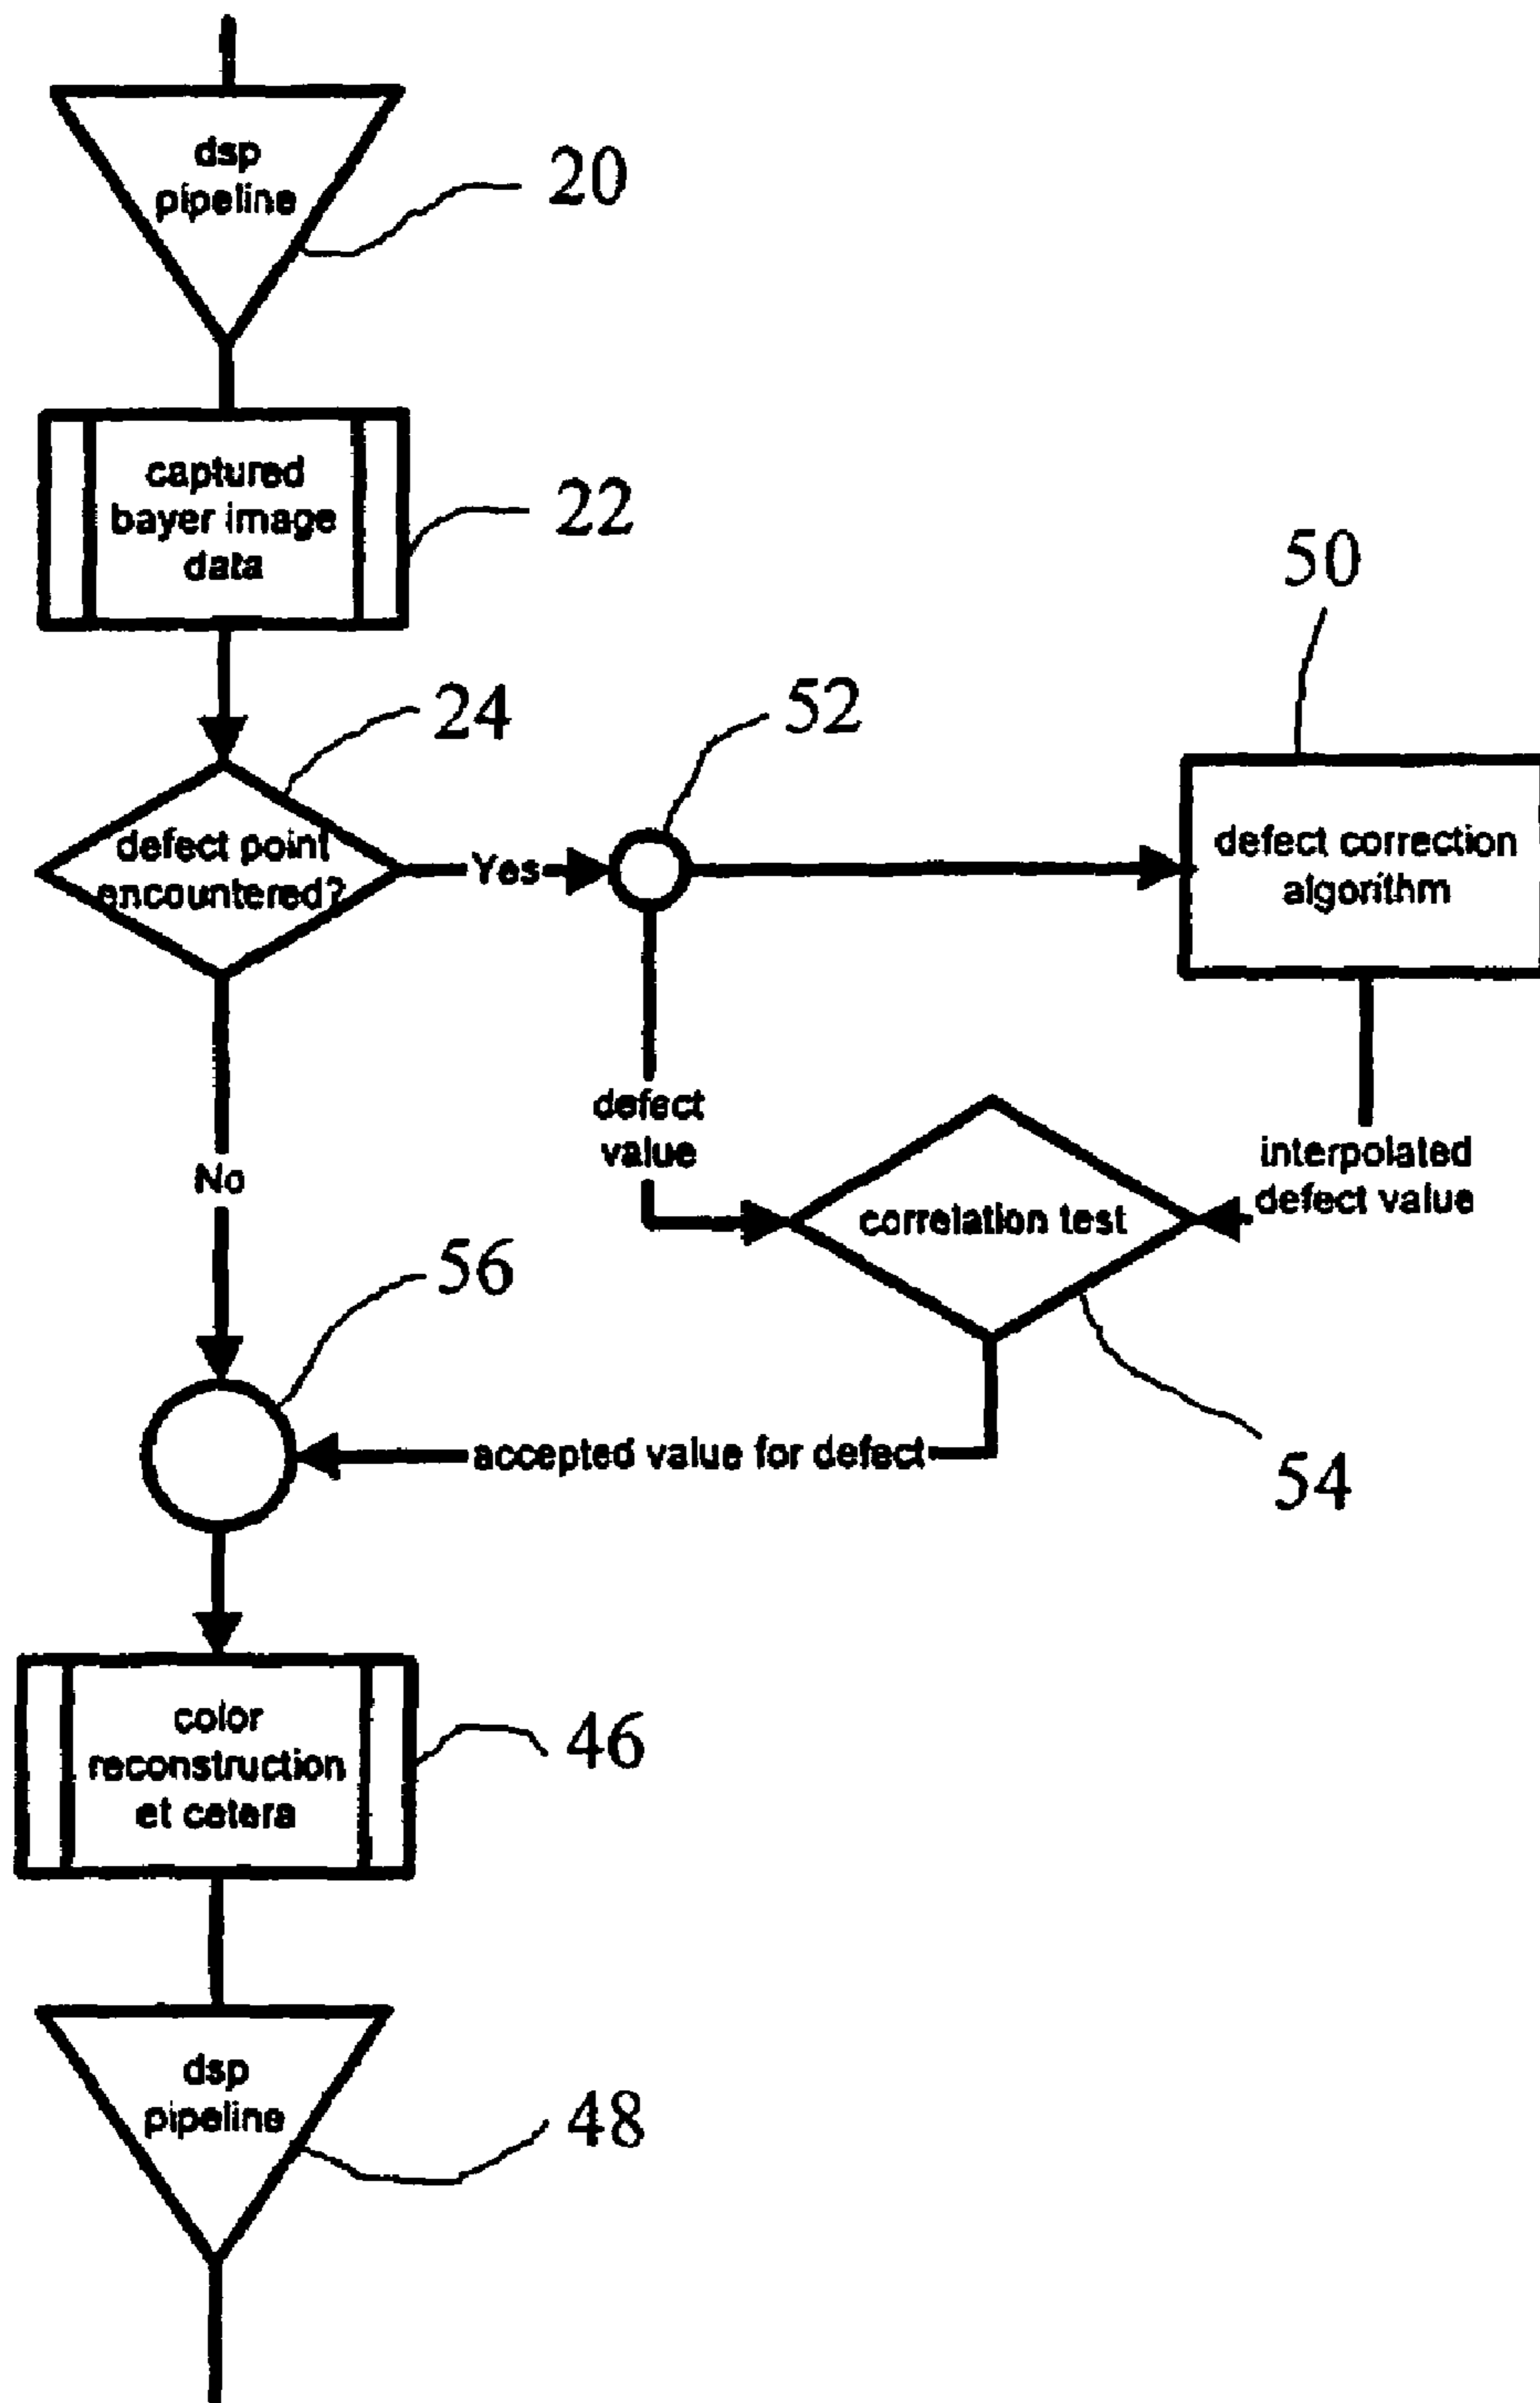 dsp
pipeline
20
captured
bayer image
data
22
50
24
52
defect point
encountered?
Yes
defect correction
algorithm
defect
value
interpolated
defect value
No
correlation test
56
accepted value for defect
54
color
reconstruction
et cetera
46
dsp
pipeline
48